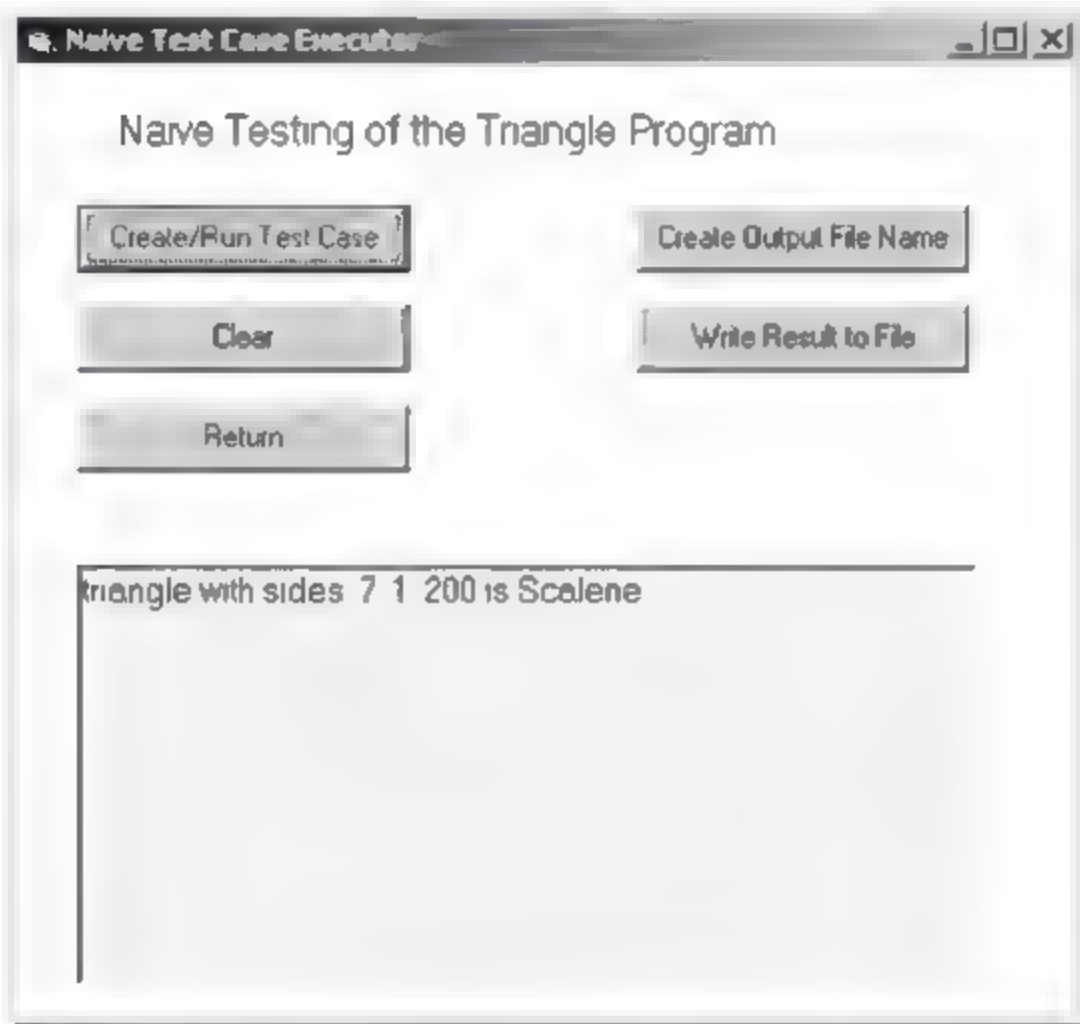 Naive Test Case Executor
Naive Testing of the Triangle Program
Create/Run Test Case
Create Output File Name
Clear
Write Result to File
Return
triangle with sides 7 1 200 is Scalene